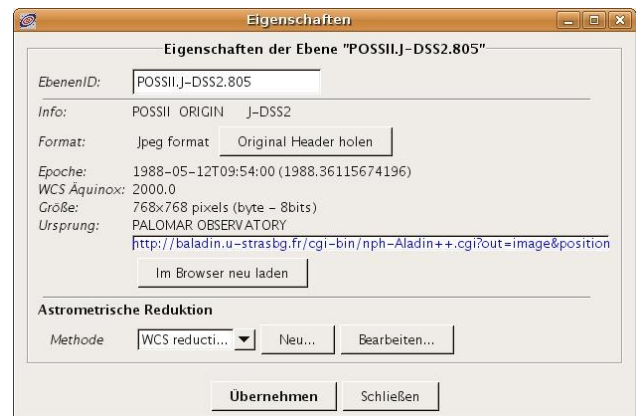 Eigenschaften
Eigenschaften der Ebene "POSSII.J-DSS2.805"
EbenenID: POSSII.J-DSS2.805
Info: POSSII ORIGIN J-DSS2
Format: Jpeg format Original Header holen
Epoche: 1988-05-12T09:54:00 (1988.36115674196)
WCS Äquinox: 2000.0
Größe: 768x768 pixels (byte - 8bits)
Ursprung: PALOMAR OBSERVATORY
http://baladin.u-strasbg.fr/cgi-bin/nph-Aladin++.cgi?out=image&position
Im Browser neu laden
Astrometrische Reduktion
Methode WCS reducti... Neu... Bearbeiten...
Übernehmen Schließen